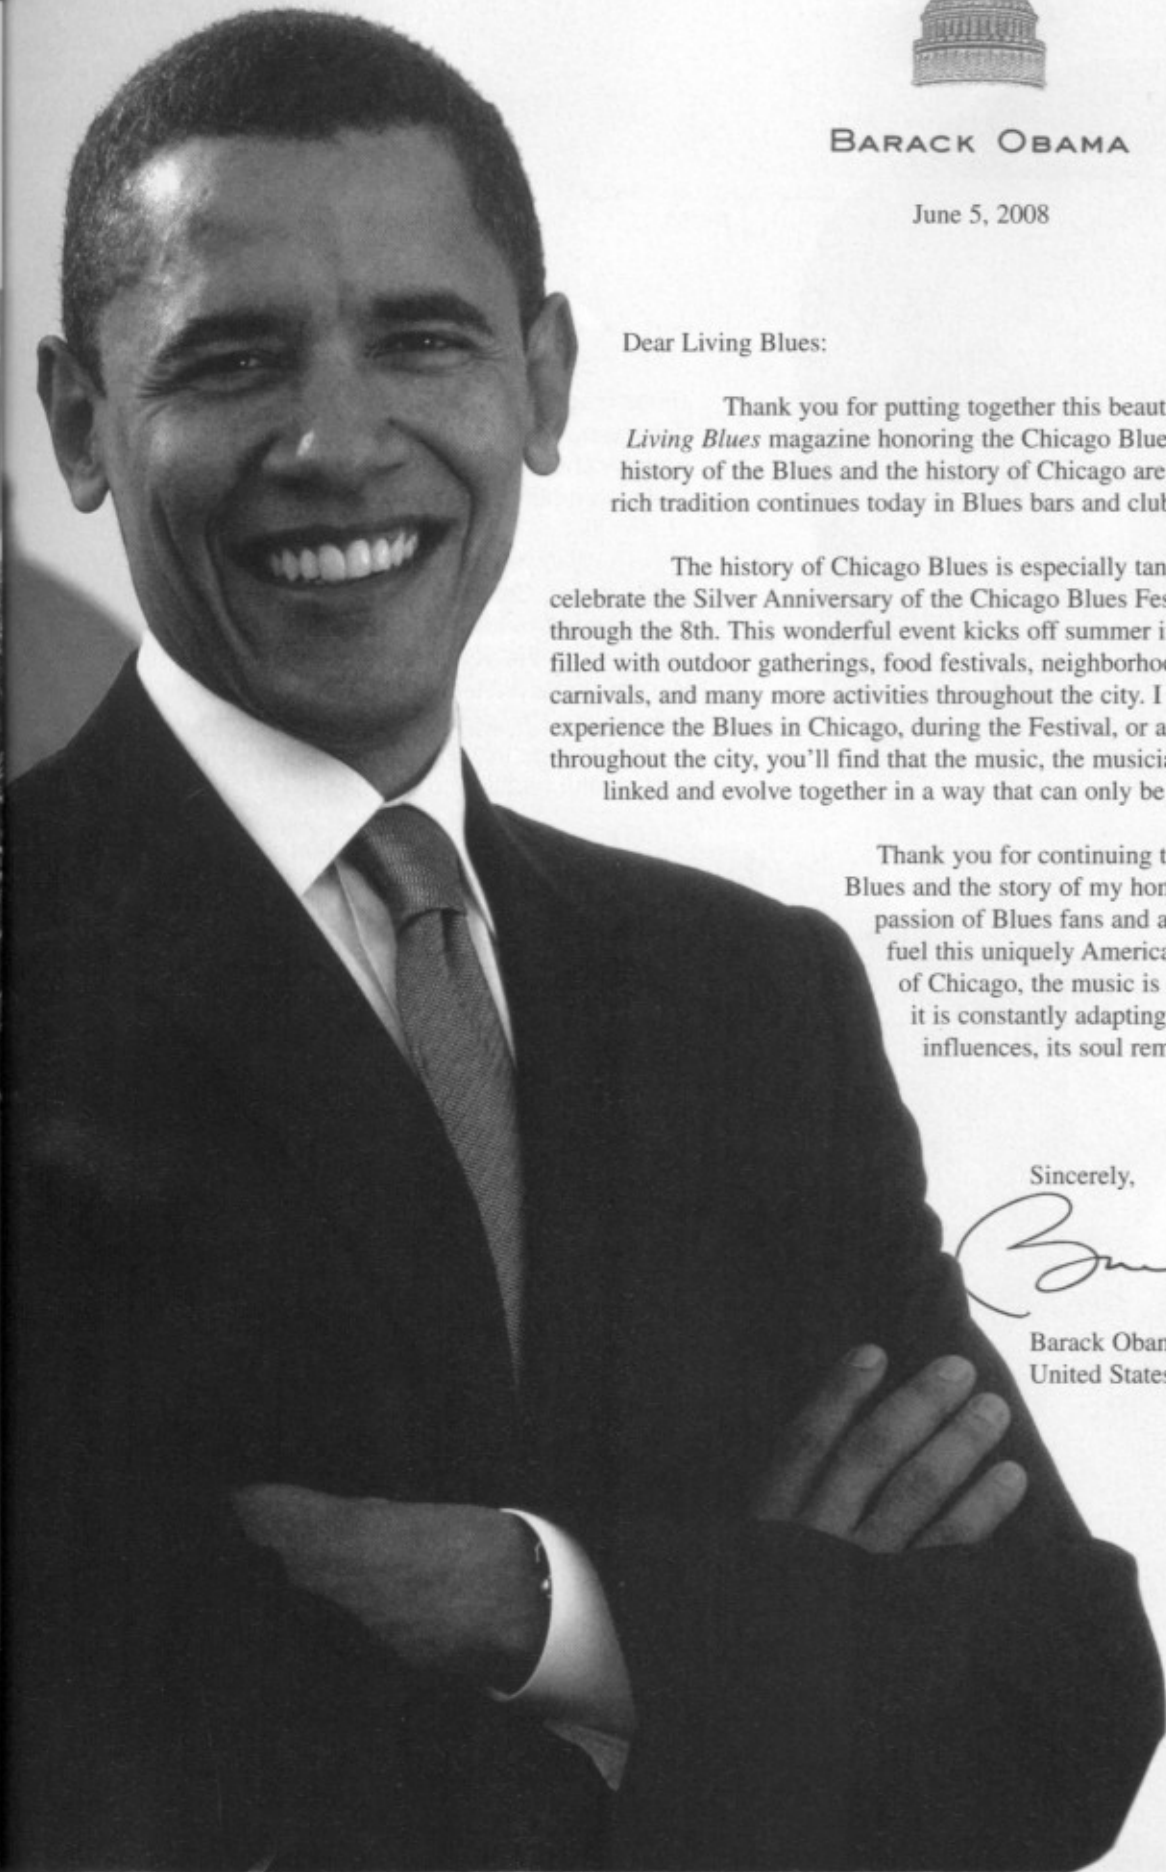 BARACK OBAMA
June 5, 2008
Dear Living Blues:
Thank you for putting together this beaut
Living Blues magazine honoring the Chicago Blue
history of the Blues and the history of Chicago are
rich tradition continues today in Blues bars and club
The history of Chicago Blues is especially tan
celebrate the Silver Anniversary of the Chicago Blues Fes
through the 8th. This wonderful event kicks off summer i
filled with outdoor gatherings, food festivals, neighborhoo
carnivals, and many more activities throughout the city. I
experience the Blues in Chicago, during the Festival, or a
throughout the city, you'll find that the music, the musicia
linked and evolve together in a way that can only be
Thank you for continuing t
Blues and the story of my hom
passion of Blues fans and a
fuel this uniquely America
of Chicago, the music is
it is constantly adapting
influences, its soul rem
Sincerely,
Barack Obam
United States